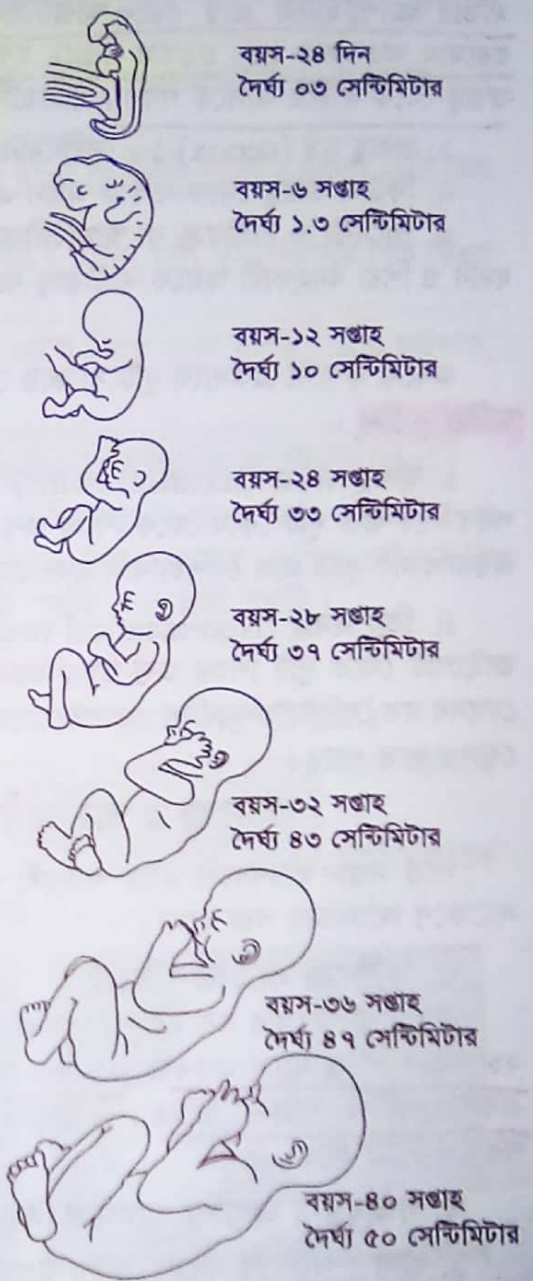 বয়স-২৪ দিন
দৈর্ঘ্য ০৩ সেন্টিমিটার
বয়স-৬ সপ্তাহ
দৈর্ঘ্য ১.৩ সেন্টিমিটার
বয়স-১২ সপ্তাহ
দৈর্ঘ্য ১০ সেন্টিমিটার
বয়স-২৪ সপ্তাহ
দৈর্ঘ্য ৩৩ সেন্টিমিটার
বয়স-২৮ সপ্তাহ
দৈর্ঘ্য ৩৭ সেন্টিমিটার
বয়স-৩২ সপ্তাহ
দৈর্ঘ্য ৪৩ সেন্টিমিটার
বয়স-৩৬ সপ্তাহ
দৈর্ঘ্য ৪৭ সেন্টিমিটার
বয়স-৪০ সপ্তাহ
দৈর্ঘ্য ৫০ সেন্টিমিটার